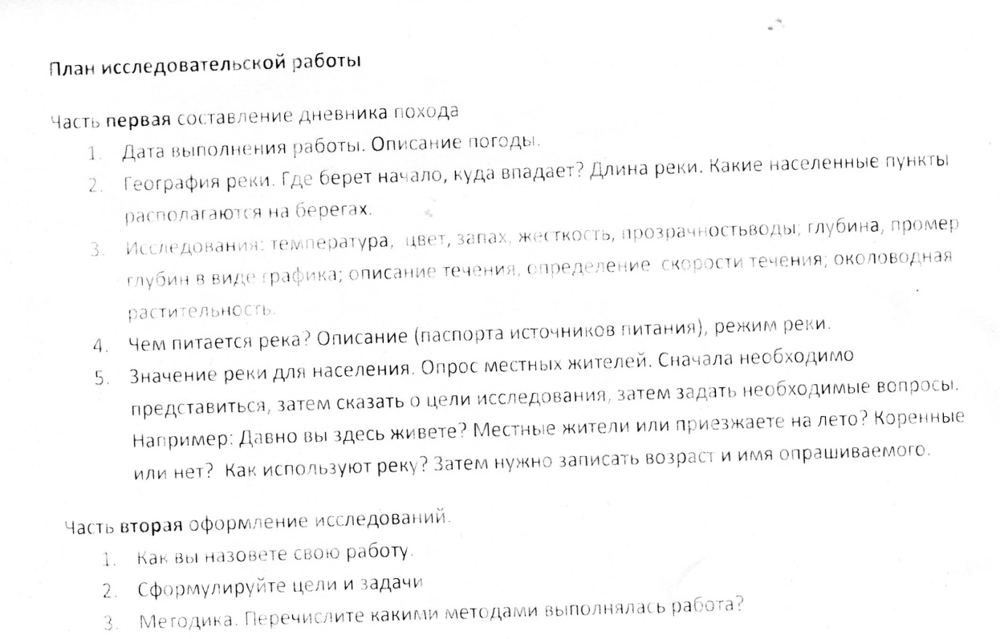 План исследовательской работы
Часть первая составление дневника похода
1. Дата выполнения работы. Описание погоды.
2. География реки. Где берет начало, куда впадает? Длина реки. Какие населенные пункты
располагаются на берегах.
3. Исследования: температура, цвет, запах, жесткость, прозрачностьводы; глубина, промер
глубин в виде графика; описание течения, определение скорости течения; околоводная
растительность.
4. Чем питается река? Описание (паспорта источников питания), режим реки.
5. Значение реки для населения. Опрос местных жителей. Сначала необходимо
представиться, затем сказать о цели исследования, затем задать необходимые вопросы.
Например: Давно вы здесь живете? Местные жители или приезжаете на лето? Коренные
или нет? Как используют реку? Затем нужно записать возраст и имя опрашиваемого.
Часть вторая оформление исследований.
1. Как вы назовете свою работу.
2. Сформулируйте цели и задачи
3. Методика. Перечислите какими методами выполнялась работа?